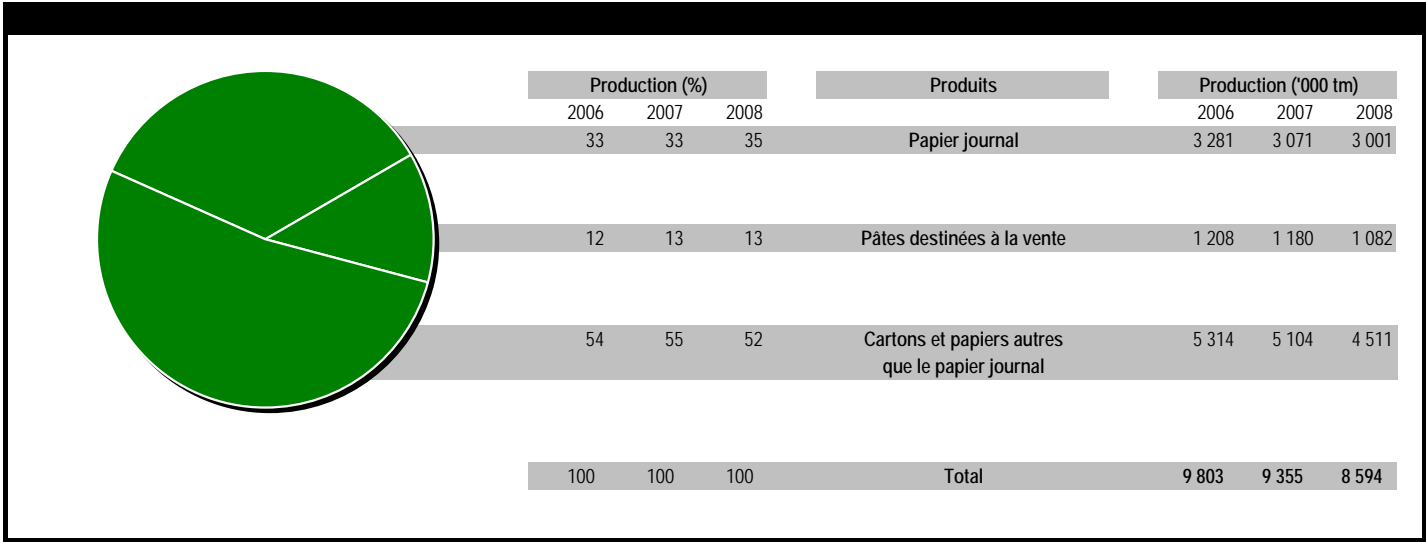 Production (%) Produits Production ('000 tm)
2006 2007 2008 2006 2007 2008
33 33 35 Papier journal 3 281 3 071 3 001
12 13 13 Pâtes destinées à la vente 1 208 1 180 1 082
54 55 52 Cartons et papiers autres 5 314 5 104 4 511
que le papier journal
100 100 100 Total 9 803 9 355 8 594